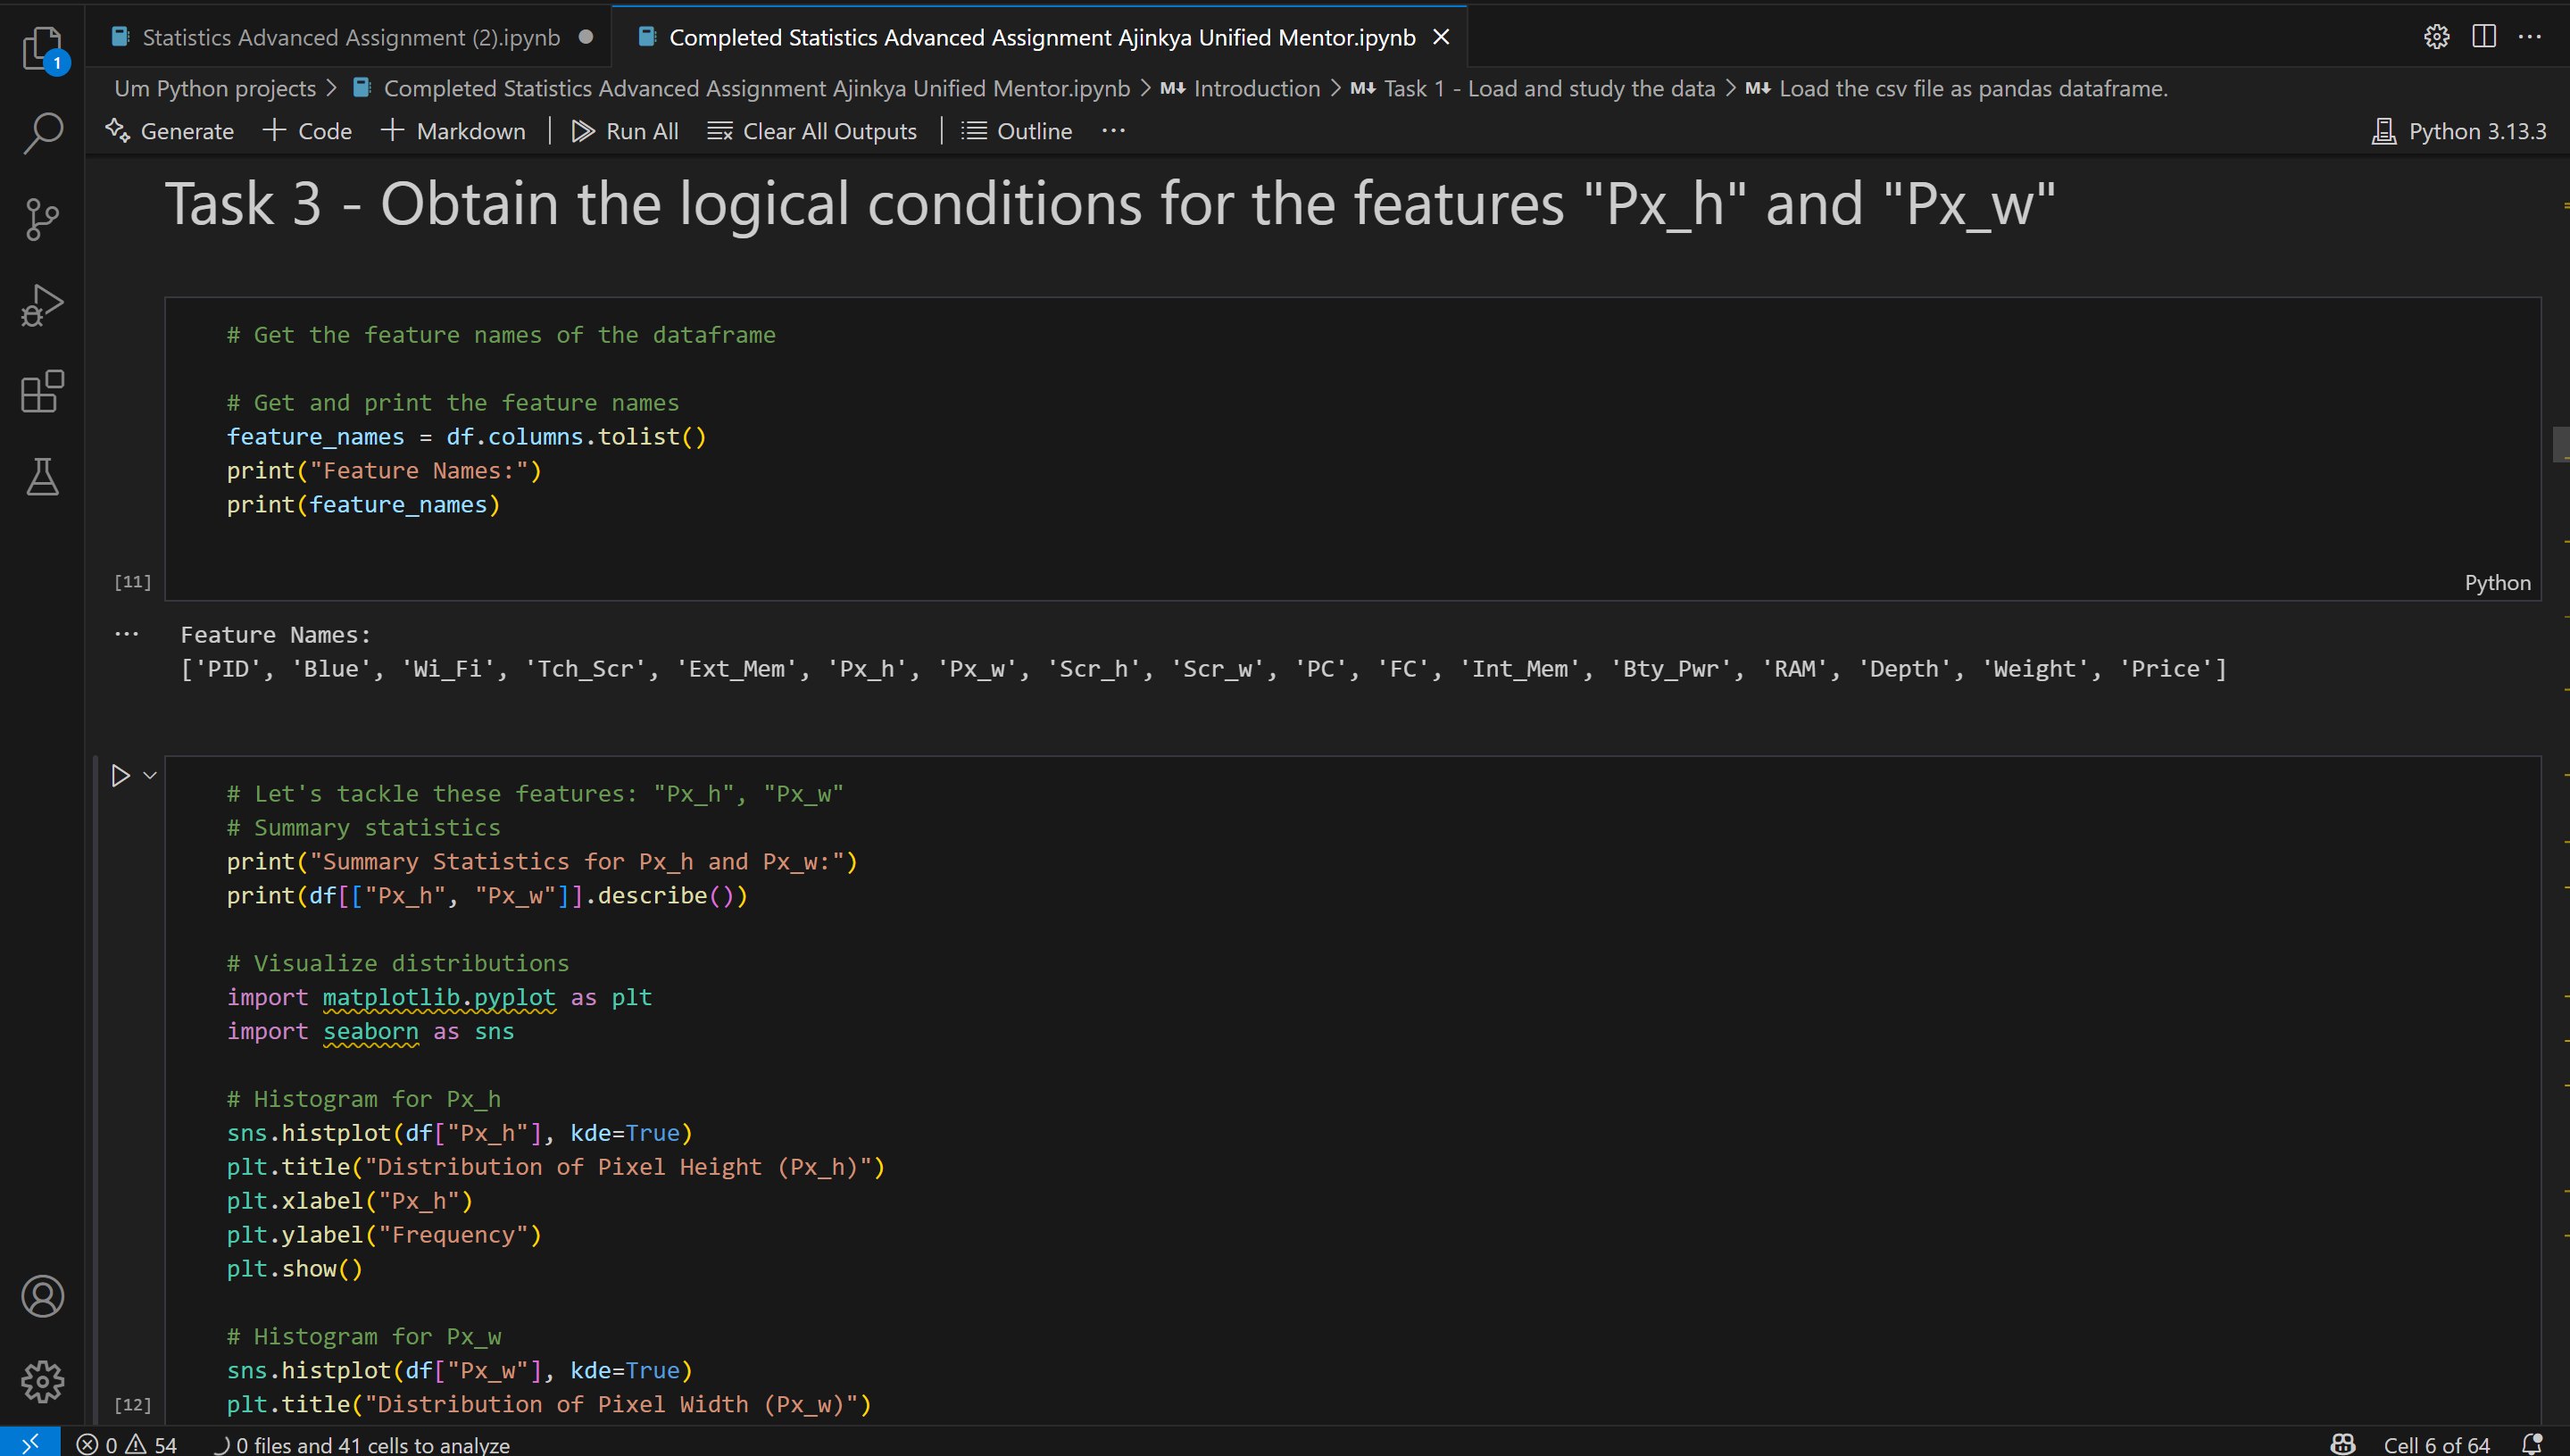 Statistics Advanced Assignment (2).ipynb
Completed Statistics Advanced Assignment Ajinkya Unified Mentor.ipynb
1
Um Python projects > Completed Statistics Advanced Assignment Ajinkya Unified Mentor.ipynb > M↓ Introduction > M↓ Task 1 - Load and study the data > M↓ Load the csv file as pandas dataframe.
Generate + Code + Markdown | Run All Clear All Outputs | Outline ... Python 3.13.3
Task 3 - Obtain the logical conditions for the features "Px_h" and "Px_w"
# Get the feature names of the dataframe
# Get and print the feature names
feature_names = df.columns.tolist()
print("Feature Names:")
print(feature_names)
[11] Python
... Feature Names:
['PID', 'Blue', 'Wi_Fi', 'Tch_Scr', 'Ext_Mem', 'Px_h', 'Px_w', 'Scr_h', 'Scr_w', 'PC', 'FC', 'Int_Mem', 'Bty_Pwr', 'RAM', 'Depth', 'Weight', 'Price']
# Let's tackle these features: "Px_h", "Px_w"
# Summary statistics
print("Summary Statistics for Px_h and Px_w:")
print(df[["Px_h", "Px_w"]].describe())
# Visualize distributions
import matplotlib.pyplot as plt
import seaborn as sns
# Histogram for Px_h
sns.histplot(df["Px_h"], kde=True)
plt.title("Distribution of Pixel Height (Px_h)")
plt.xlabel("Px_h")
plt.ylabel("Frequency")
plt.show()
# Histogram for Px_w
sns.histplot(df["Px_w"], kde=True)
[12] plt.title("Distribution of Pixel Width (Px_w)")
0 54 0 files and 41 cells to analyze Cell 6 of 64